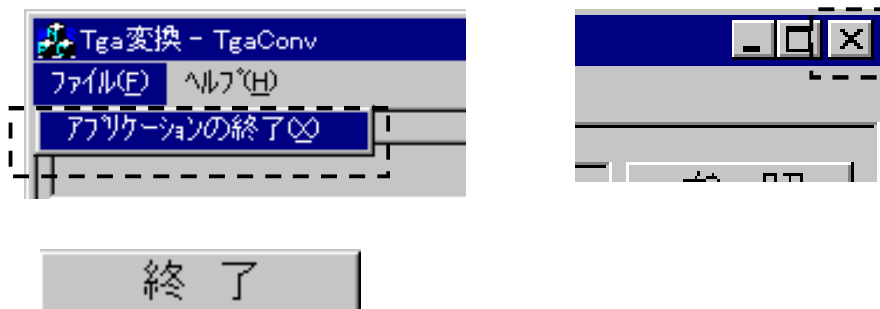 Tga変換 - TgaConv
ファイル(F) ヘルプ(H)
アプリケーションの終了(X)
終 了